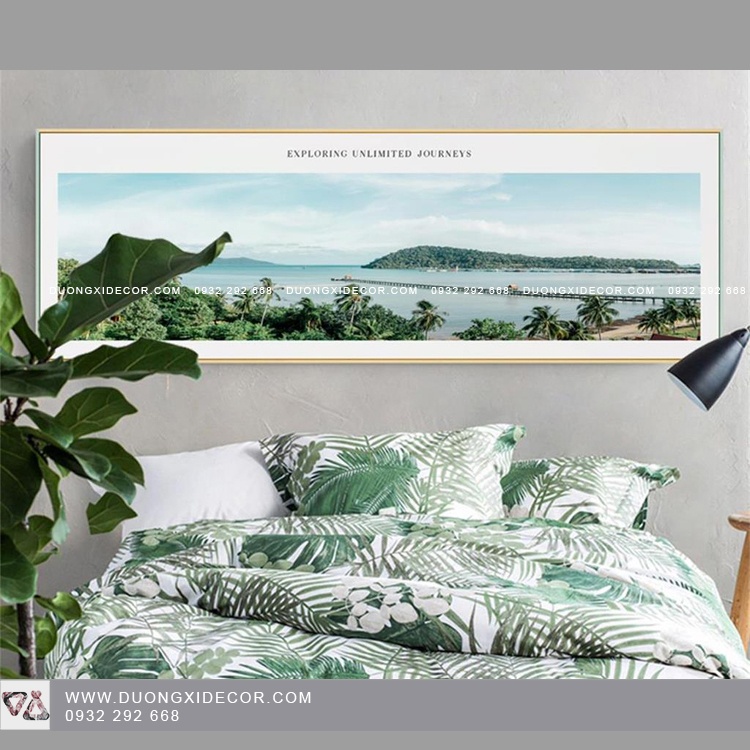 EXPLORING UNLIMITED JOURNEYS
DUONGXIDECOR.COM 0932 292 668 DUONGXIDECOR.COM 0932 292 668 DUONGXIDECOR.COM 0932 292 668
WWW.DUONGXIDECOR.COM
0932 292 668